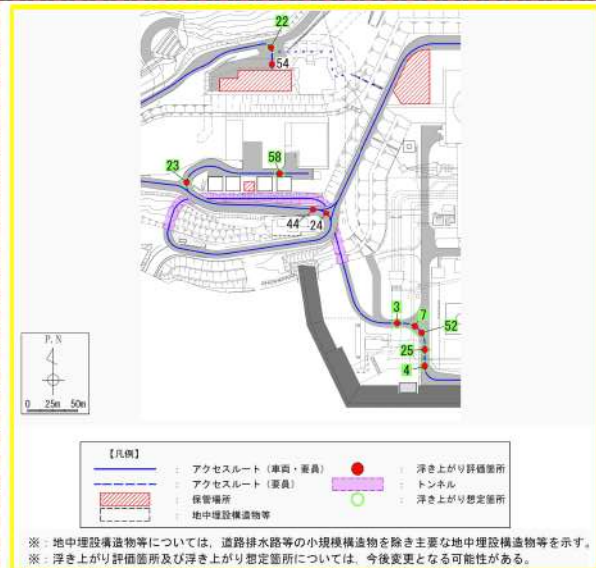 22
54
58
23
44
24
3
7
52
25
4
P.N
0 25m 50m
【凡例】
: アクセスルート（車両・要員）
: 浮き上がり評価箇所
: アクセスルート（要員）
: トンネル
: 保管場所
: 浮き上がり想定箇所
: 地中埋設構造物等
※：地中埋設構造物等については，道路排水路等の小規模構造物を除き主要な地中埋設構造物等を示す。
※：浮き上がり評価箇所及び浮き上がり想定箇所については，今後変更となる可能性がある。